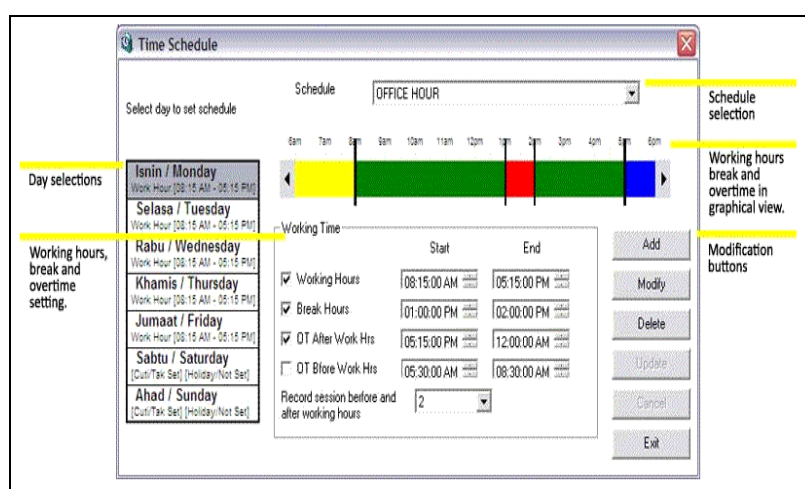 Time Schedule
Schedule
OFFICE HOUR
Schedule
selection
Select day to set schedule
6am 7am 8am 9am 10am 11am 12pm 1pm 2pm 3pm 4pm 5pm 6pm
Working hours
break and
overtime in
graphical view.
Day selections
Isnin / Monday
Work Hour [08:15 AM - 05:15 PM]
Selasa / Tuesday
Work Hour [08:15 AM - 05:15 PM]
Rabu / Wednesday
Work Hour [08:15 AM - 05:15 PM]
Khamis / Thursday
Work Hour [08:15 AM - 05:15 PM]
Jumaat / Friday
Work Hour [08:15 AM - 05:15 PM]
Sabtu / Saturday
[Cuti/Tak Set] [Holiday/Not Set]
Ahad / Sunday
[Cuti/Tak Set] [Holiday/Not Set]
Working hours,
break and
overtime
setting.
Working Time
Start End
Working Hours 08:15:00 AM 05:15:00 PM
Break Hours 01:00:00 PM 02:00:00 PM
OT After Work Hrs 05:15:00 PM 12:00:00 AM
OT Bfore Work Hrs 05:30:00 AM 08:30:00 AM
Record session berfore and
after working hours
2
Add
Modify
Delete
Update
Cancel
Exit
Modification
buttons